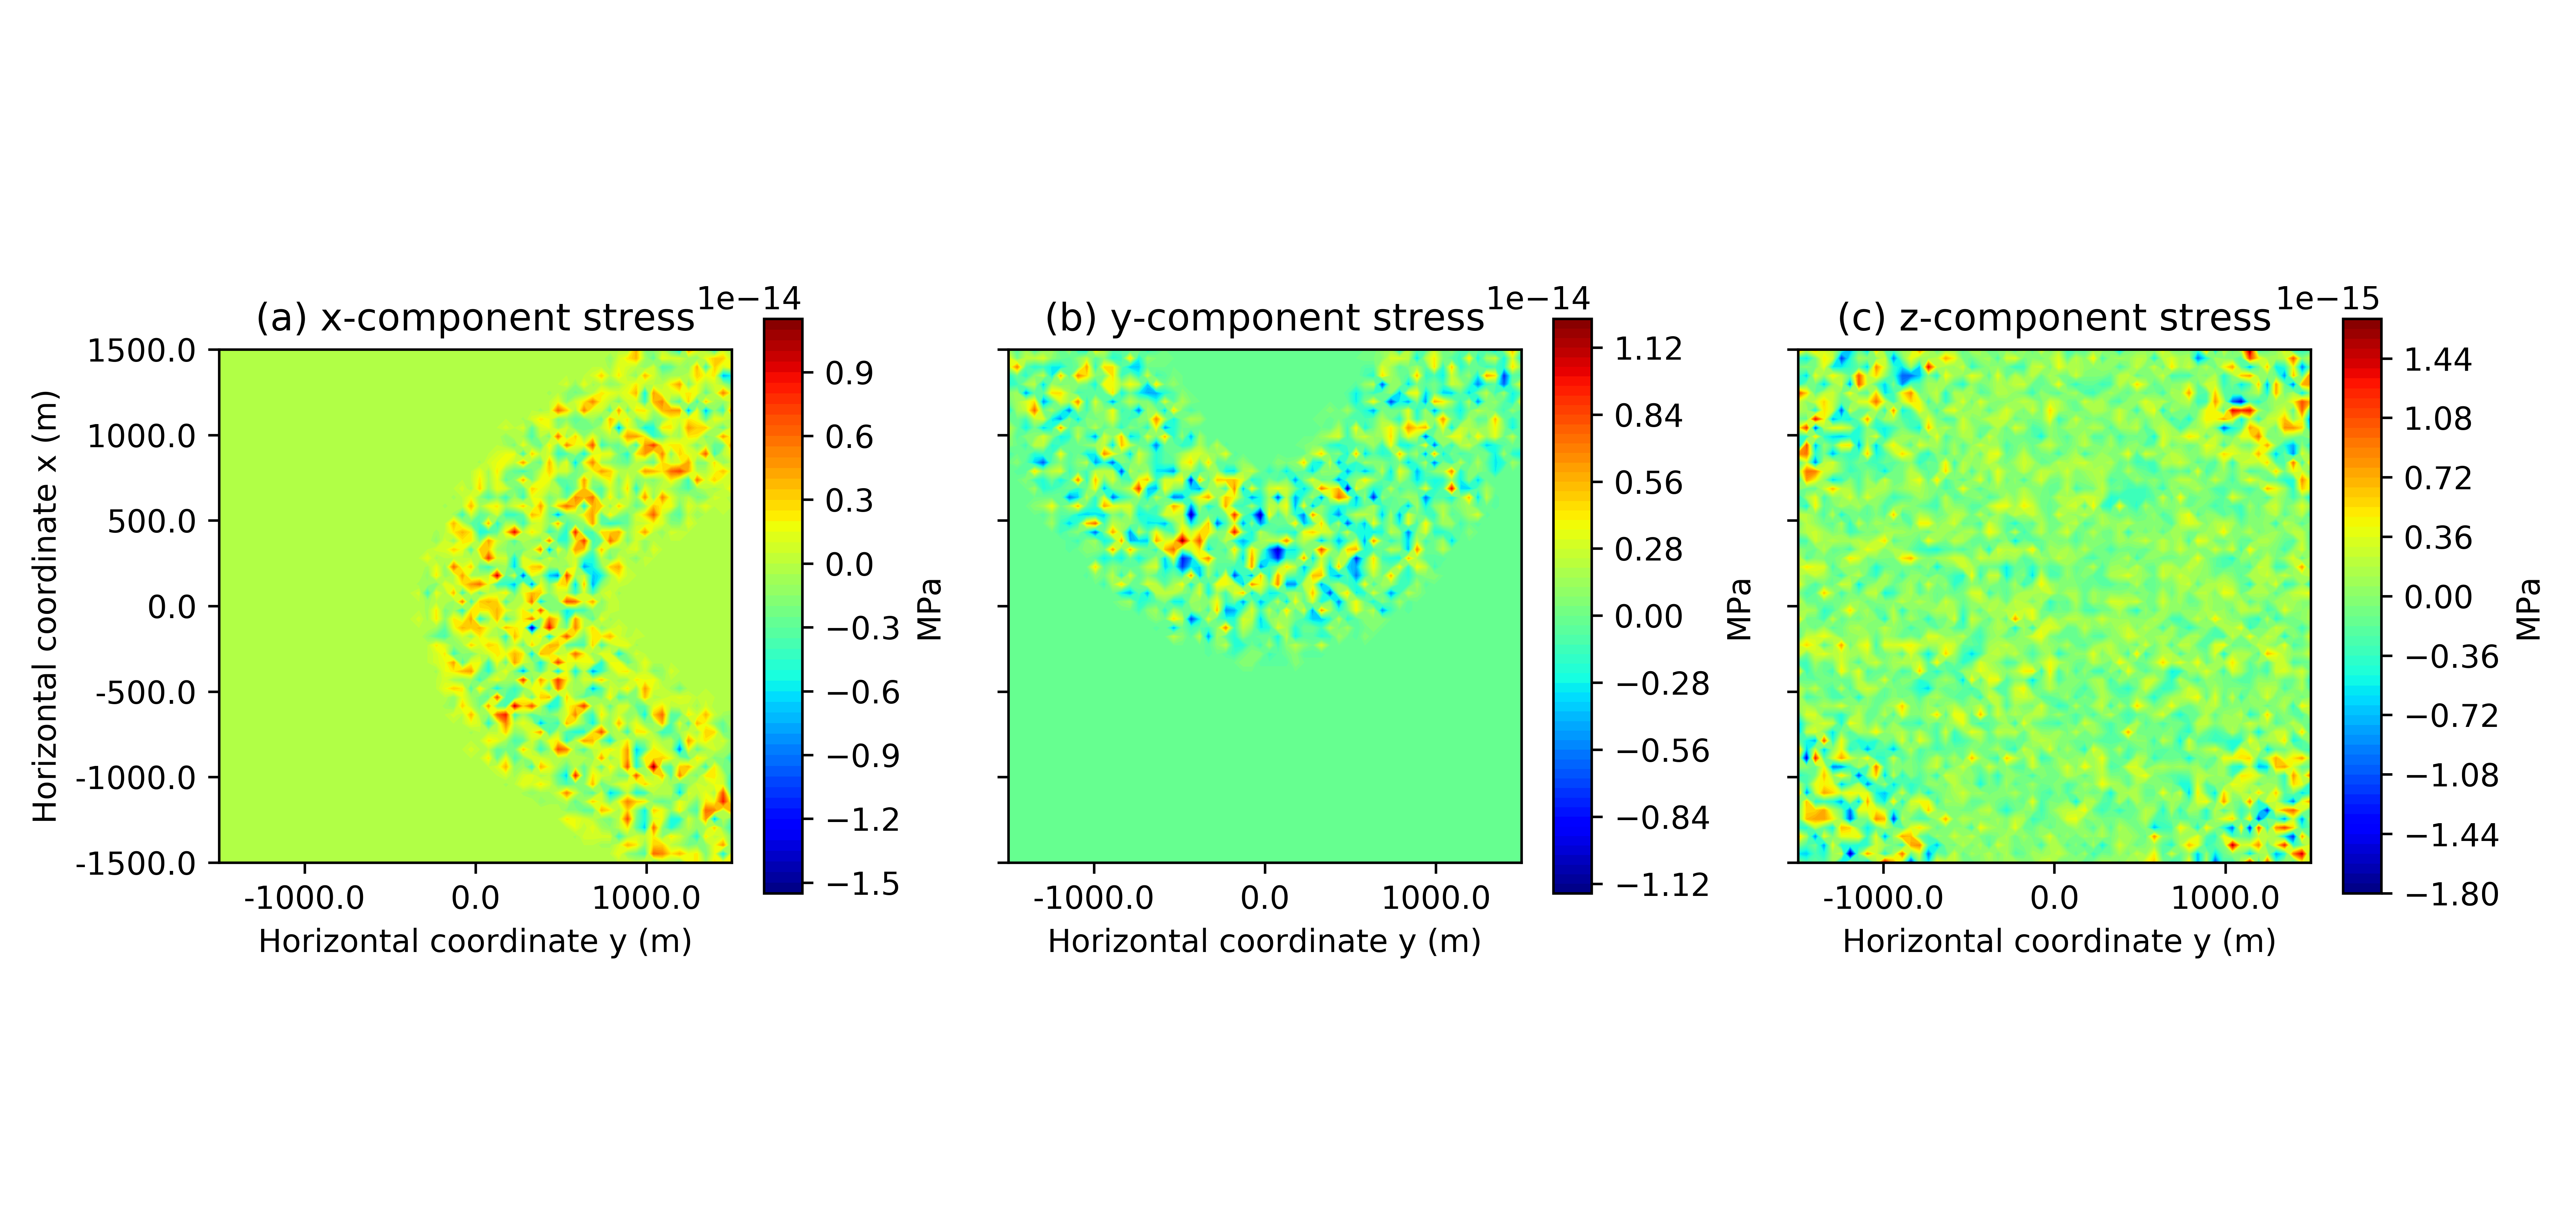 (a) x-component stress
1e−14
(b) y-component stress
1e−14
(c) z-component stress
1e−15
Horizontal coordinate x (m)
1500.0
1000.0
500.0
0.0
-500.0
-1000.0
-1500.0
-1000.0 0.0 1000.0
Horizontal coordinate y (m)
0.9
0.6
0.3
0.0
−0.3
−0.6
−0.9
−1.2
−1.5
MPa
-1000.0 0.0 1000.0
Horizontal coordinate y (m)
1.12
0.84
0.56
0.28
0.00
−0.28
−0.56
−0.84
−1.12
MPa
-1000.0 0.0 1000.0
Horizontal coordinate y (m)
1.44
1.08
0.72
0.36
0.00
−0.36
−0.72
−1.08
−1.44
−1.80
MPa